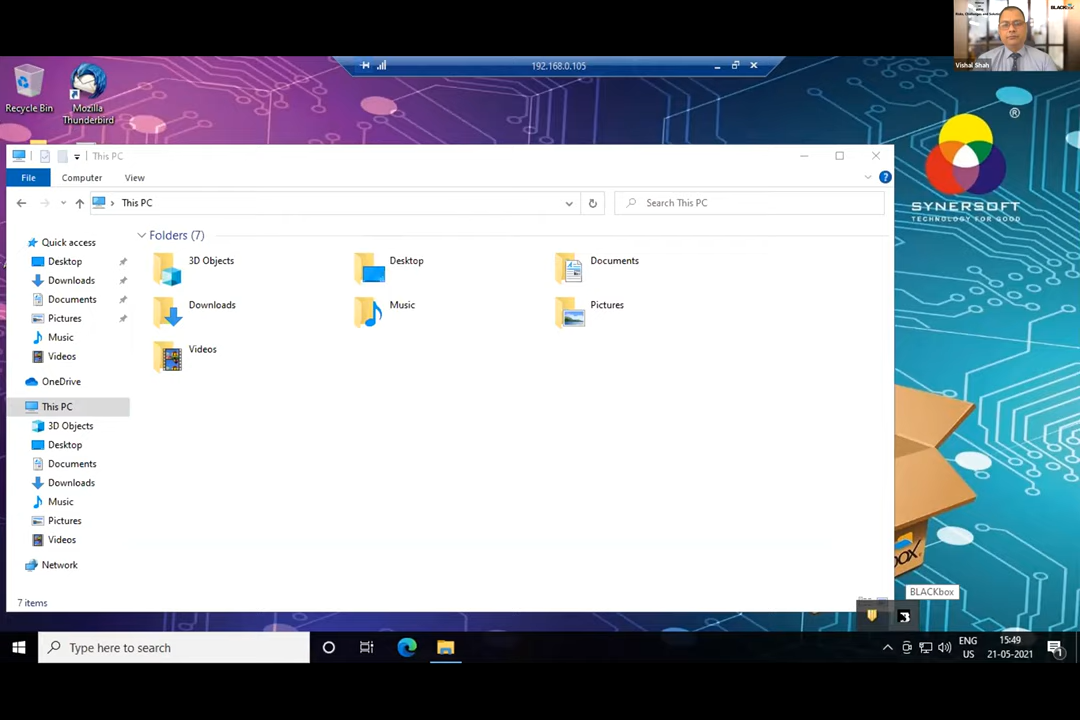 BLACKbox
Vishal Shah
192.168.0.105
Recycle Bin
Mozilla
Thunderbird
®
SYNERSOFT
TECHNOLOGY FOR GOOD
This PC
File
Computer
View
This PC
Search This PC
Quick access
Desktop
Downloads
Documents
Pictures
Music
Videos
OneDrive
This PC
3D Objects
Desktop
Documents
Downloads
Music
Pictures
Videos
Network
Folders (7)
3D Objects
Desktop
Documents
Downloads
Music
Pictures
Videos
7 items
BLACKbox
Type here to search
ENG
US
15:49
21-05-2021
1